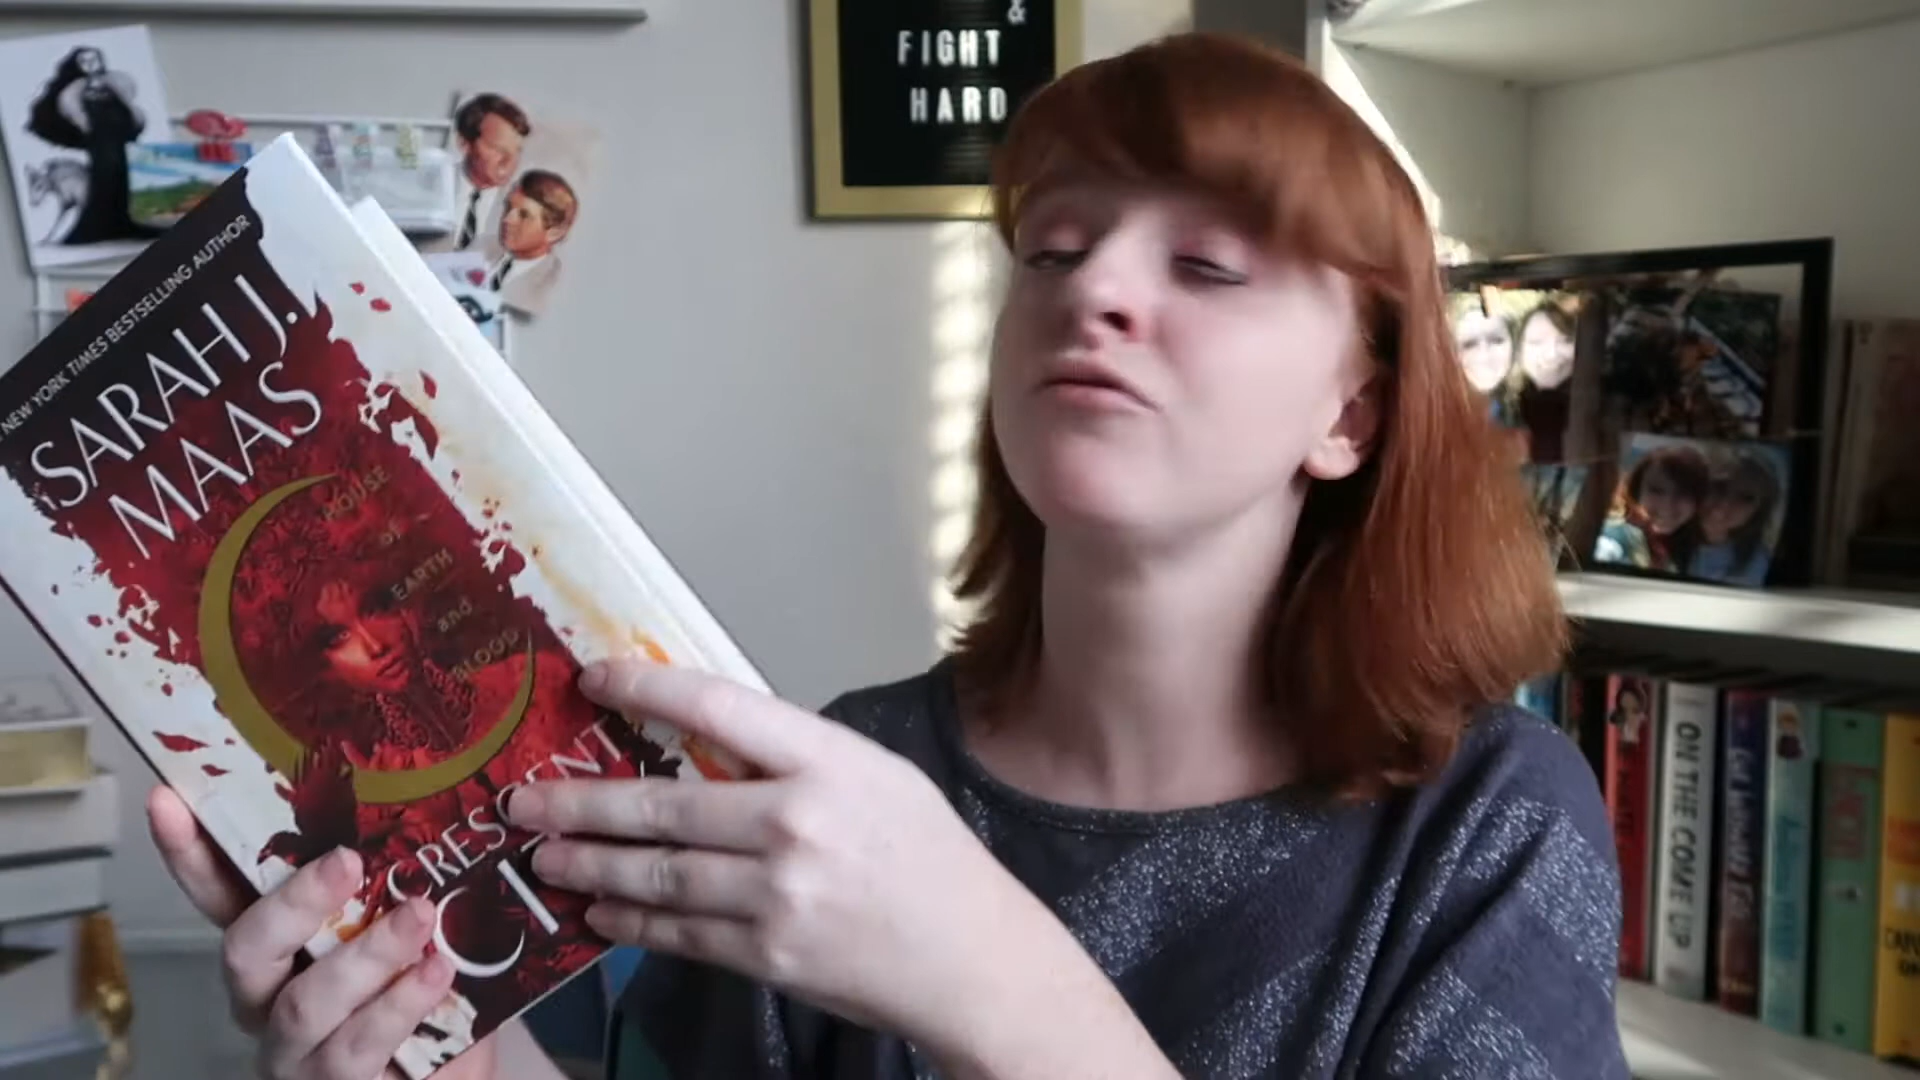 &
FIGHT
HARD
NEW YORK TIMES BESTSELLING AUTHOR
SARAH J.
MAAS
HOUSE
OF
EARTH
and
BLOOD
CRESCENT
CIT
ON THE COME UP